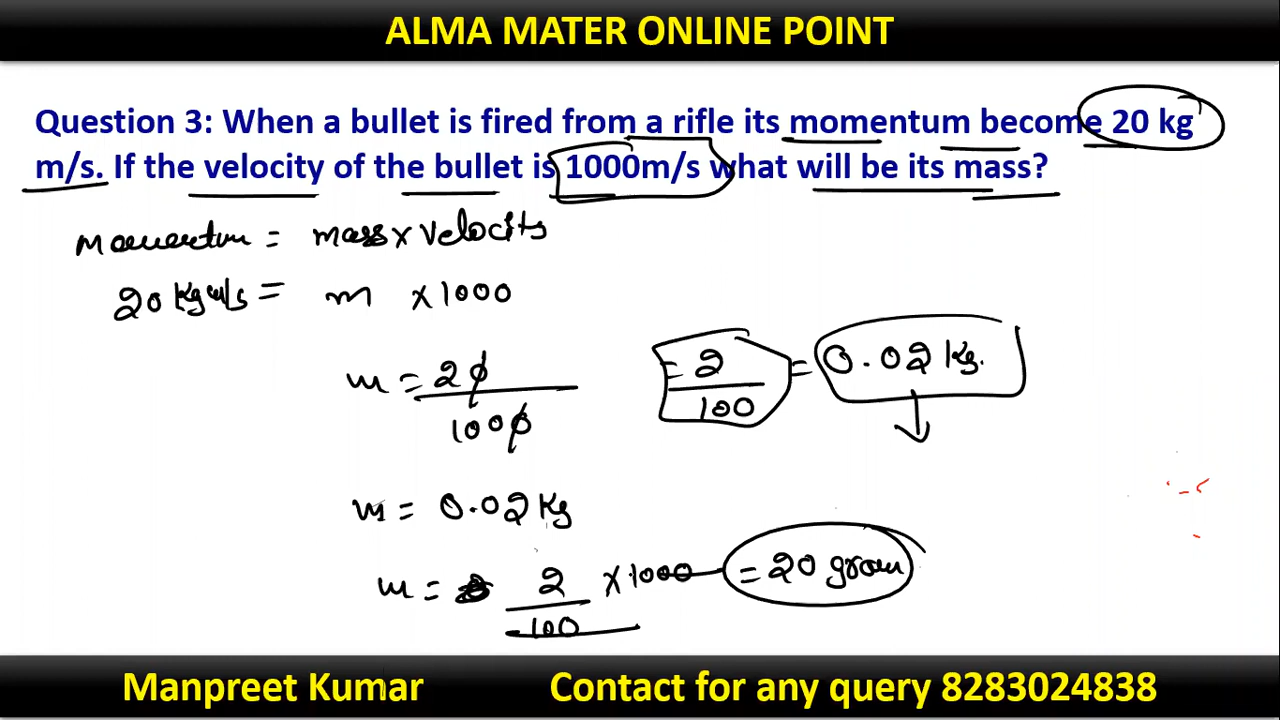 ALMA MATER ONLINE POINT
Question 3: When a bullet is fired from a rifle its momentum become 20 kg
m/s. If the velocity of the bullet is 1000m/s what will be its mass?
Momentum = mass x velocity
20 Kgm/s = m x 1000
m = 20
1000
= 2
100
= 0.02 Kg.
m = 0.02 Kg
m = 2 x 1000 = 20 gram
100
Manpreet Kumar Contact for any query 8283024838